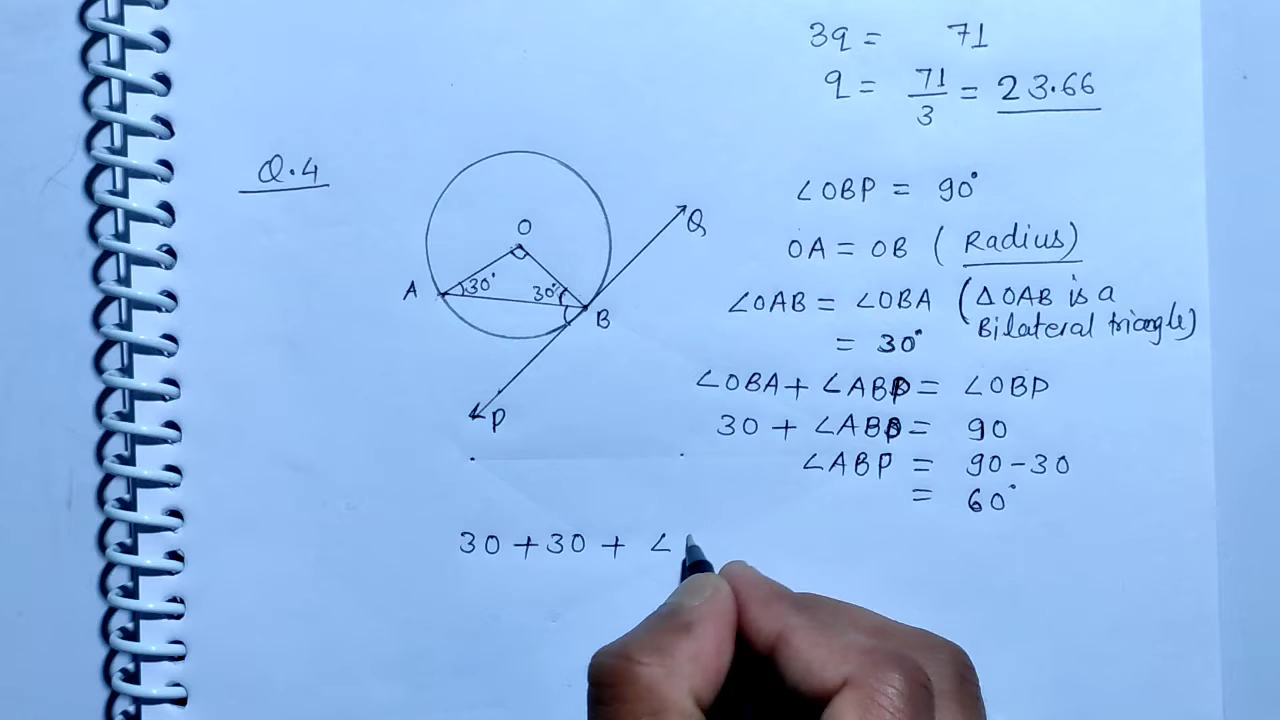 3q = 71
q = 71/3 = 23.66
Q.4
O
A
30°
30°
B
Q
P
∠OBP = 90°
OA = OB (Radius)
∠OAB = ∠OBA (△OAB is a
Bilateral triangle)
= 30°
∠OBA + ∠ABP = ∠OBP
30 + ∠ABP = 90
∠ABP = 90-30
= 60°
30 + 30 + ∠